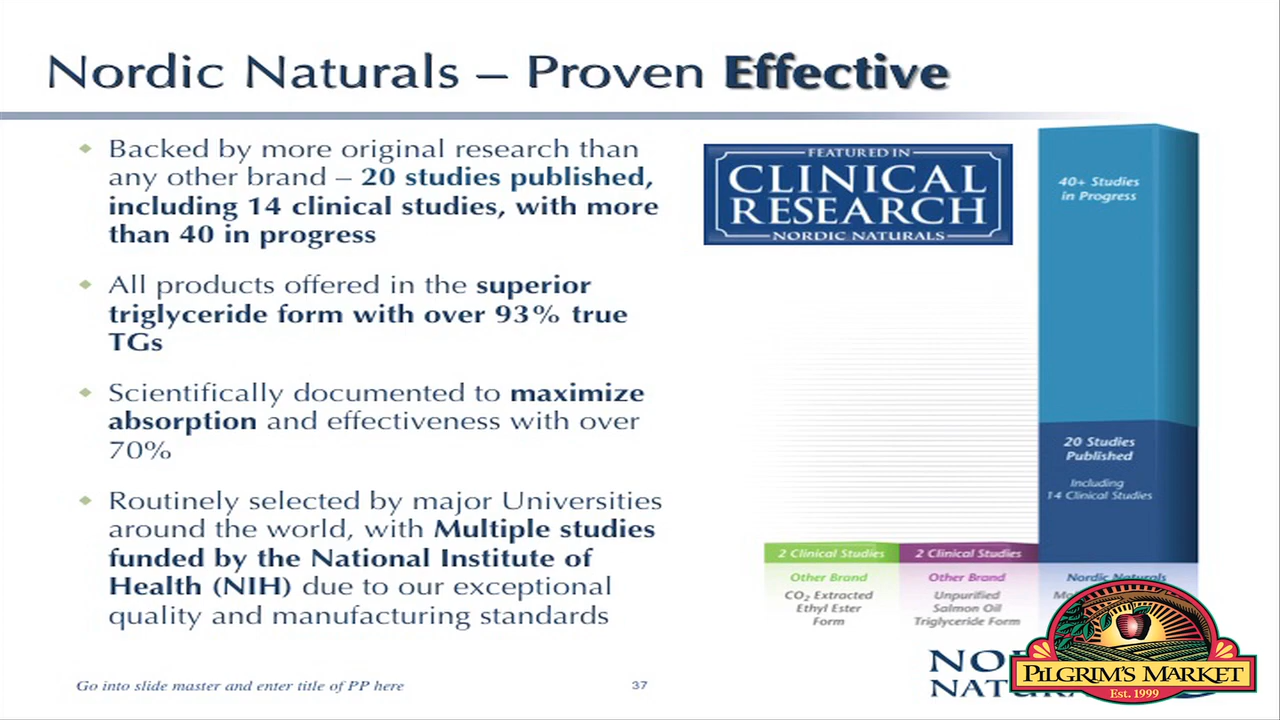 Nordic Naturals – Proven Effective
Backed by more original research than
any other brand – 20 studies published,
including 14 clinical studies, with more
than 40 in progress
All products offered in the superior
triglyceride form with over 93% true
TGs
Scientifically documented to maximize
absorption and effectiveness with over
70%
Routinely selected by major Universities
around the world, with Multiple studies
funded by the National Institute of
Health (NIH) due to our exceptional
quality and manufacturing standards
FEATURED IN
CLINICAL
RESEARCH
NORDIC NATURALS
40+ Studies
in Progress
20 Studies
Published
Including
14 Clinical Studies
2 Clinical Studies
Other Brand
CO₂ Extracted
Ethyl Ester
Form
2 Clinical Studies
Other Brand
Unpurified
Salmon Oil
Triglyceride Form
Nordic Naturals
Go into slide master and enter title of PP here
37
PILGRIM'S MARKET
Est. 1999